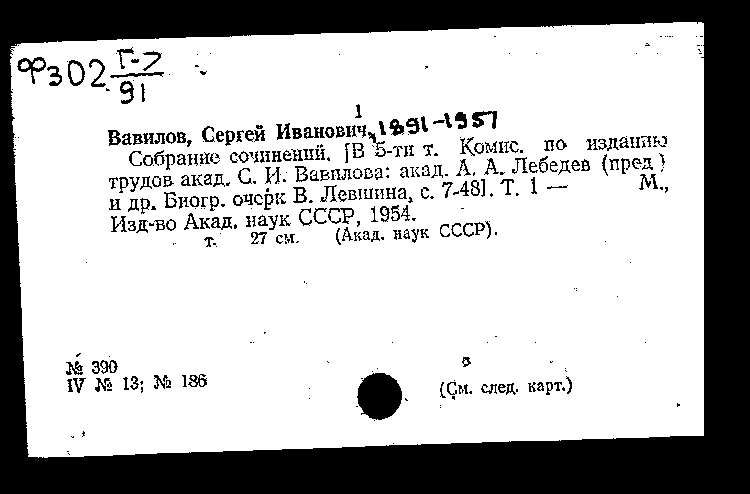 Ф302 Г-7
91
1
Вавилов, Сергей Иванович, 1891-1951
Собрание сочинений. [В 5-ти т. Комис. по изданию
трудов акад. С. И. Вавилова: акад. А. А. Лебедев (пред.)
и др. Биогр. очерк В. Левшина, с. 7-48]. Т. 1 — М.,
Изд-во Акад. наук СССР, 1954.
т. 27 см. (Акад. наук СССР).
№ 390
IV № 13; № 186
(См. след. карт.)